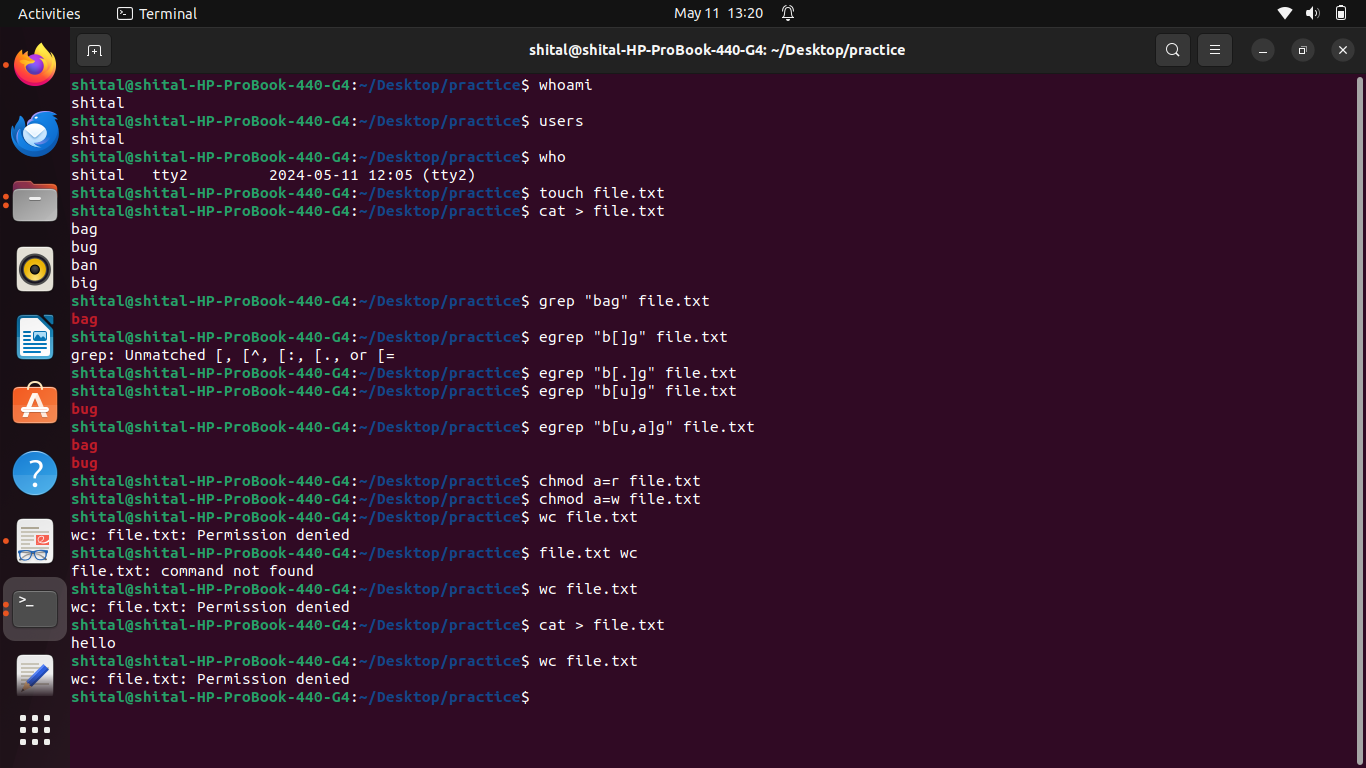 Activities Terminal May 11 13:20
shital@shital-HP-ProBook-440-G4: ~/Desktop/practice
shital@shital-HP-ProBook-440-G4:~/Desktop/practice$ whoami
shital
shital@shital-HP-ProBook-440-G4:~/Desktop/practice$ users
shital
shital@shital-HP-ProBook-440-G4:~/Desktop/practice$ who
shital   tty2         2024-05-11 12:05 (tty2)
shital@shital-HP-ProBook-440-G4:~/Desktop/practice$ touch file.txt
shital@shital-HP-ProBook-440-G4:~/Desktop/practice$ cat > file.txt
bag
bug
ban
big
shital@shital-HP-ProBook-440-G4:~/Desktop/practice$ grep "bag" file.txt
bag
shital@shital-HP-ProBook-440-G4:~/Desktop/practice$ egrep "b[]g" file.txt
grep: Unmatched [, [^, [:, [., or [=
shital@shital-HP-ProBook-440-G4:~/Desktop/practice$ egrep "b[.]g" file.txt
shital@shital-HP-ProBook-440-G4:~/Desktop/practice$ egrep "b[u]g" file.txt
bug
shital@shital-HP-ProBook-440-G4:~/Desktop/practice$ egrep "b[u,a]g" file.txt
bag
bug
shital@shital-HP-ProBook-440-G4:~/Desktop/practice$ chmod a=r file.txt
shital@shital-HP-ProBook-440-G4:~/Desktop/practice$ chmod a=w file.txt
shital@shital-HP-ProBook-440-G4:~/Desktop/practice$ wc file.txt
wc: file.txt: Permission denied
shital@shital-HP-ProBook-440-G4:~/Desktop/practice$ file.txt wc
file.txt: command not found
shital@shital-HP-ProBook-440-G4:~/Desktop/practice$ wc file.txt
wc: file.txt: Permission denied
shital@shital-HP-ProBook-440-G4:~/Desktop/practice$ cat > file.txt
hello
shital@shital-HP-ProBook-440-G4:~/Desktop/practice$ wc file.txt
wc: file.txt: Permission denied
shital@shital-HP-ProBook-440-G4:~/Desktop/practice$